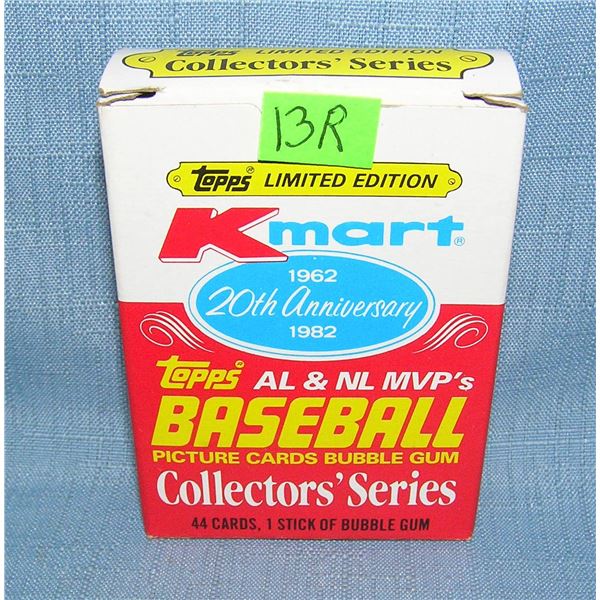 Topps® LIMITED EDITION
Collectors' Series
13R
Topps® LIMITED EDITION
Kmart®
1962
20th Anniversary
1982
Topps® AL & NL MVP's
BASEBALL
PICTURE CARDS BUBBLE GUM
Collectors' Series
44 CARDS, 1 STICK OF BUBBLE GUM